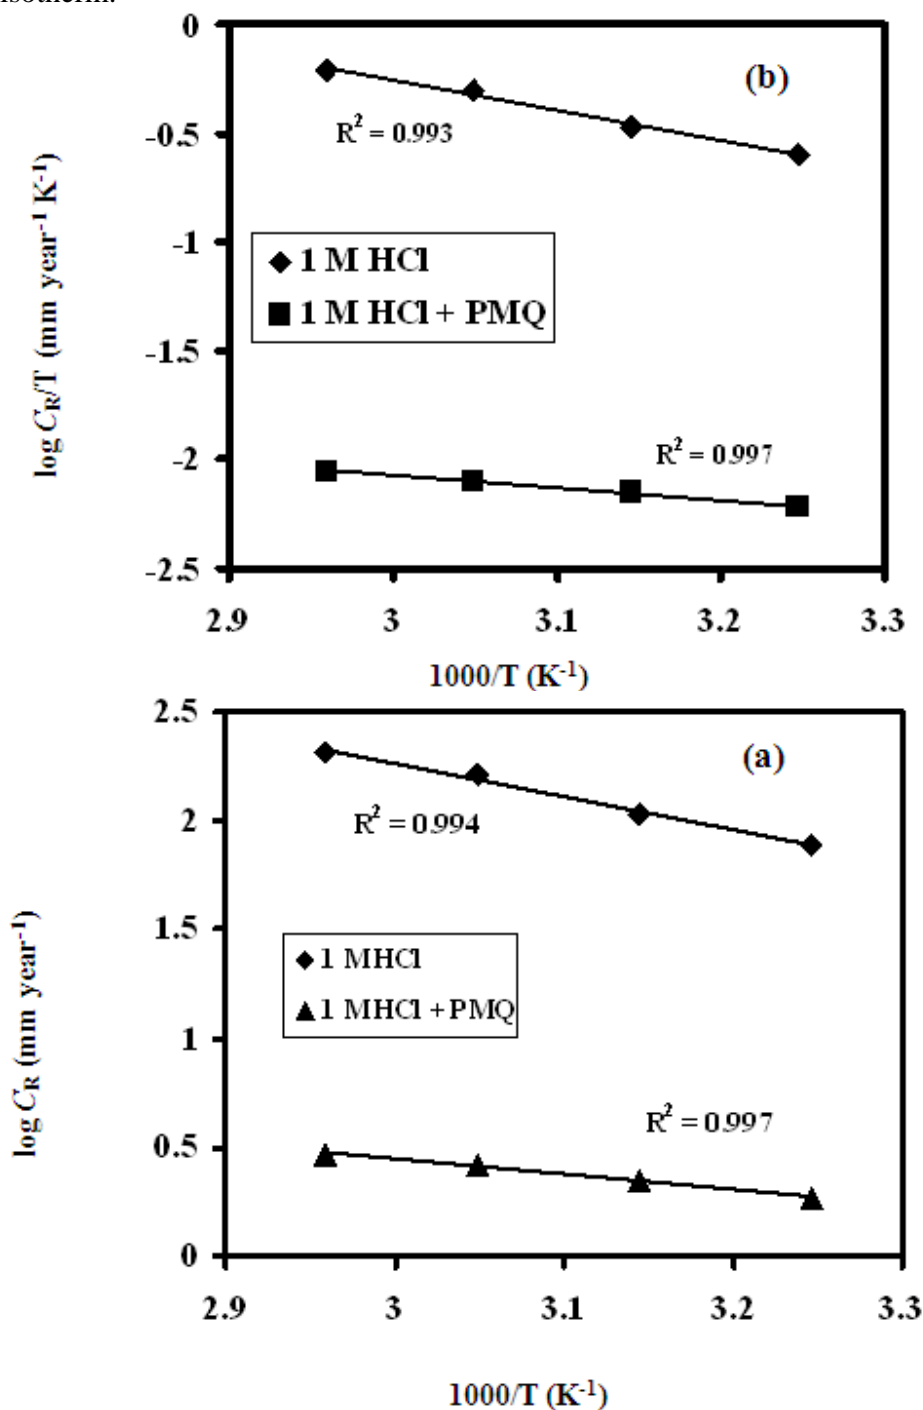 isotherm.
0
(b)
R² = 0.993
-0.5
-1
1 M HCl
1 M HCl + PMQ
-1.5
-2
R² = 0.997
-2.5
2.9 3 3.1 3.2 3.3
1000/T (K⁻¹)
log C_R/T (mm year⁻¹ K⁻¹)
2.5
(a)
2
R² = 0.994
1.5
1 MHCl
1 MHCl + PMQ
1
R² = 0.997
0.5
0
2.9 3 3.1 3.2 3.3
1000/T (K⁻¹)
log C_R (mm year⁻¹)